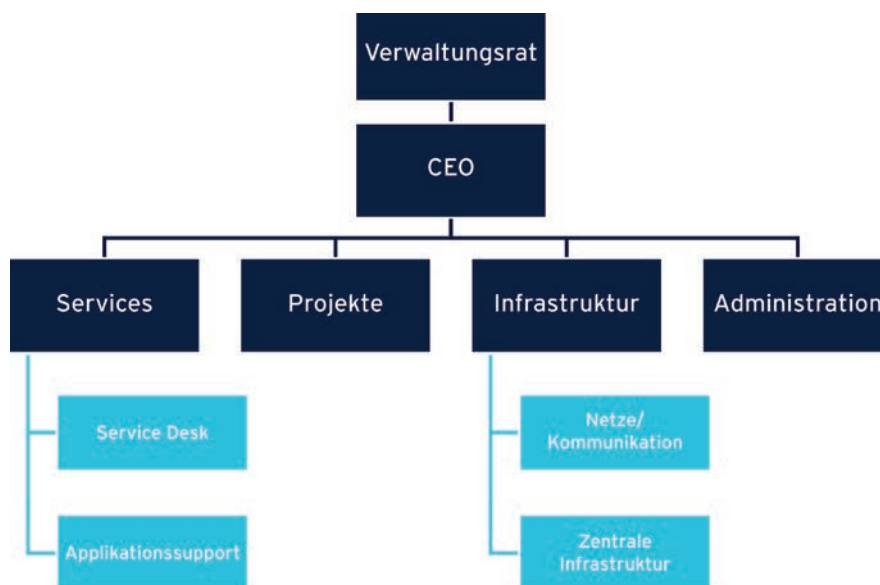 Verwaltungsrat
CEO
Services
Projekte
Infrastruktur
Administration
Service Desk
Netze/
Kommunikation
Applikationssupport
Zentrale
Infrastruktur